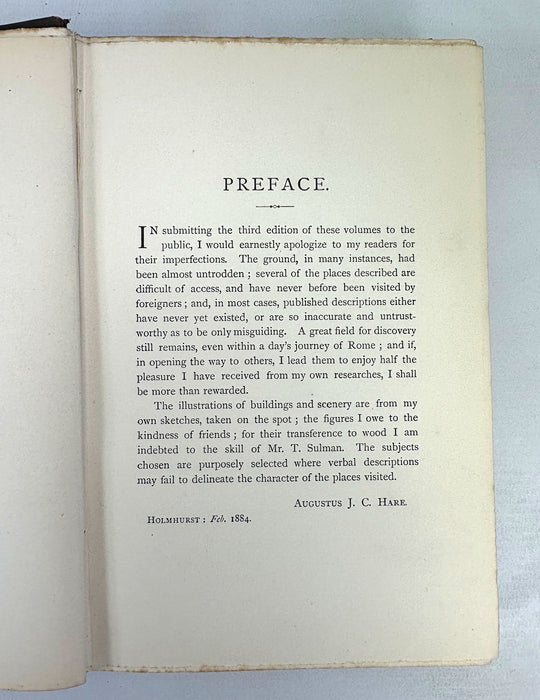 PREFACE.
IN submitting the third edition of these volumes to the
public, I would earnestly apologize to my readers for
their imperfections. The ground, in many instances, had
been almost untrodden ; several of the places described are
difficult of access, and have never before been visited by
foreigners ; and, in most cases, published descriptions either
have never yet existed, or are so inaccurate and untrust-
worthy as to be only misguiding. A great field for discovery
still remains, even within a day's journey of Rome ; and if,
in opening the way to others, I lead them to enjoy half the
pleasure I have received from my own researches, I shall
be more than rewarded.
The illustrations of buildings and scenery are from my
own sketches, taken on the spot ; the figures I owe to the
kindness of friends ; for their transference to wood I am
indebted to the skill of Mr. T. Sulman. The subjects
chosen are purposely selected where verbal descriptions
may fail to delineate the character of the places visited.
AUGUSTUS J. C. HARE.
HOLMHURST : Feb. 1884.